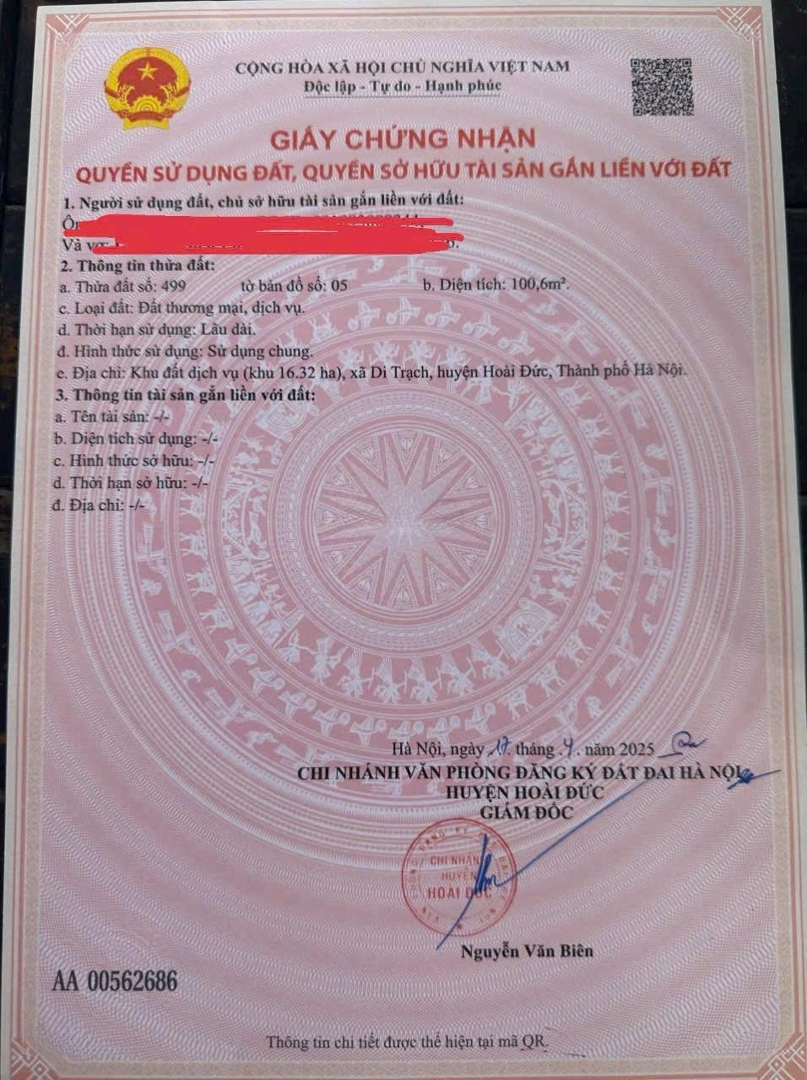 CỘNG HÒA XÃ HỘI CHỦ NGHĨA VIỆT NAM
Độc lập - Tự do - Hạnh phúc
GIẤY CHỨNG NHẬN
QUYỀN SỬ DỤNG ĐẤT, QUYỀN SỞ HỮU TÀI SẢN GẮN LIỀN VỚI ĐẤT
1. Người sử dụng đất, chủ sở hữu tài sản gắn liền với đất:
Và
2. Thông tin thửa đất:
a. Thửa đất số: 499 tờ bản đồ số: 05 b. Diện tích: 100,6m².
c. Loại đất: Đất thương mại, dịch vụ.
d. Thời hạn sử dụng: Lâu dài.
đ. Hình thức sử dụng: Sử dụng chung.
e. Địa chỉ: Khu đất dịch vụ (khu 16.32 ha), xã Di Trạch, huyện Hoài Đức, Thành phố Hà Nội.
3. Thông tin tài sản gắn liền với đất:
a. Tên tài sản: -/-
b. Diện tích sử dụng: -/-
c. Hình thức sở hữu: -/-
d. Thời hạn sở hữu: -/-
đ. Địa chỉ: -/-
Hà Nội, ngày 17 tháng 4 năm 2025
CHI NHÁNH VĂN PHÒNG ĐĂNG KÝ ĐẤT ĐAI HÀ NỘI
HUYỆN HOÀI ĐỨC
GIÁM ĐỐC
CHI NHÁNH
HUYỆN
HOÀI ĐỨC
Nguyễn Văn Biên
AA 00562686
Thông tin chi tiết được thể hiện tại mã QR.